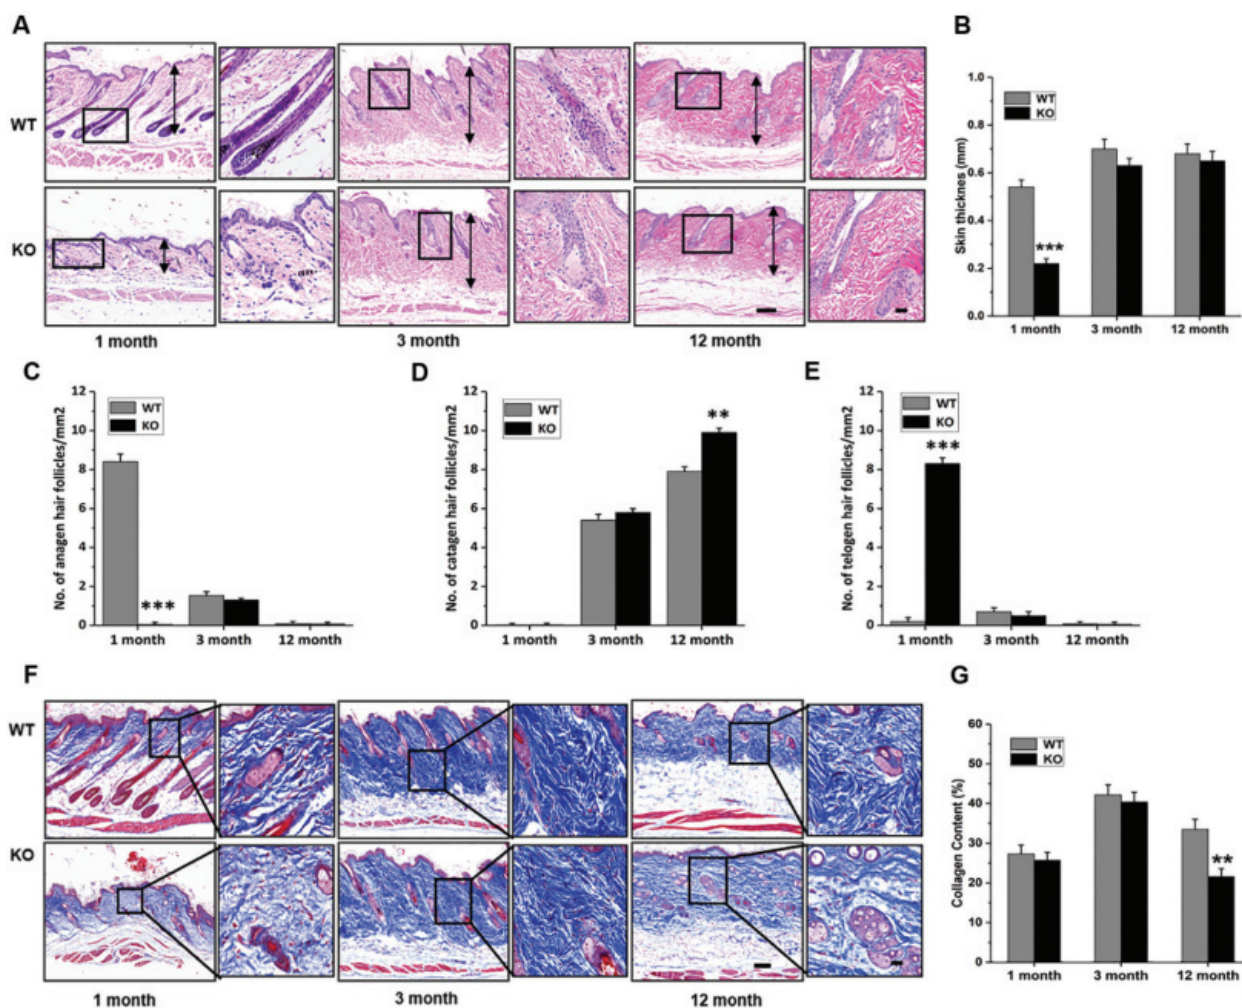 A
WT
KO
1 month
3 month
12 month
B
Skin thicknes (mm)
1.0
0.8
0.6
0.4
0.2
0.0
WT
KO
***
1 month
3 month
12 month
C
No. of anagen hair follicles/mm2
12
10
8
6
4
2
0
WT
KO
***
1 month
3 month
12 month
D
No. of catagen hair follicles/mm2
12
10
8
6
4
2
0
WT
KO
**
1 month
3 month
12 month
E
No. of telogen hair follicles/mm2
12
10
8
6
4
2
0
WT
KO
***
1 month
3 month
12 month
F
WT
KO
1 month
3 month
12 month
G
Collagen Content (%)
60
50
40
30
20
10
0
WT
KO
**
1 month
3 month
12 month